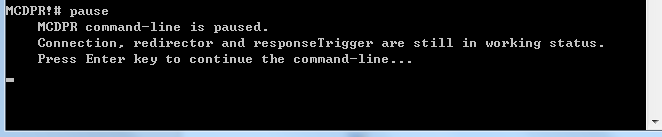 MCDPR!# pause
MCDPR command-line is paused.
Connection, redirector and responseTrigger are still in working status.
Press Enter key to continue the command-line...